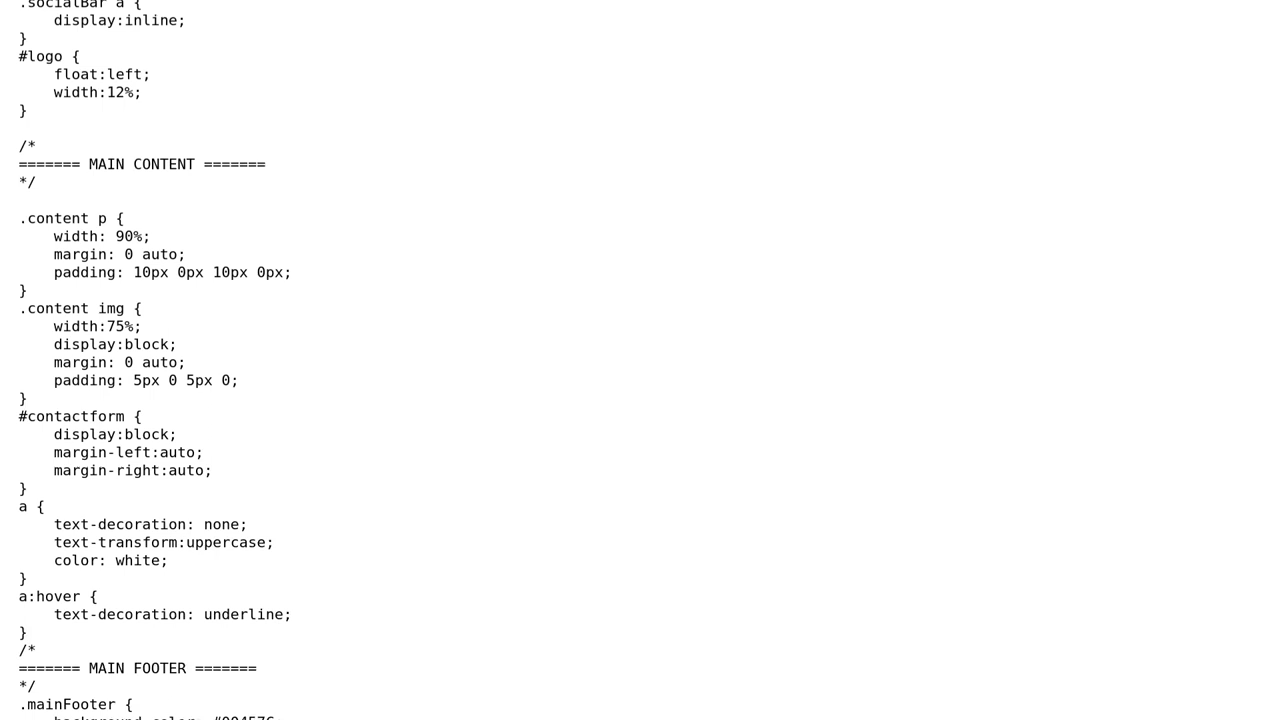 .socialBar a {
    display:inline;
}
#logo {
    float:left;
    width:12%;
}

/*
======= MAIN CONTENT =======
*/

.content p {
    width: 90%;
    margin: 0 auto;
    padding: 10px 0px 10px 0px;
}
.content img {
    width:75%;
    display:block;
    margin: 0 auto;
    padding: 5px 0 5px 0;
}
#contactform {
    display:block;
    margin-left:auto;
    margin-right:auto;
}
a {
    text-decoration: none;
    text-transform:uppercase;
    color: white;
}
a:hover {
    text-decoration: underline;
}
/*
======= MAIN FOOTER =======
*/
.mainFooter {
    background-color: